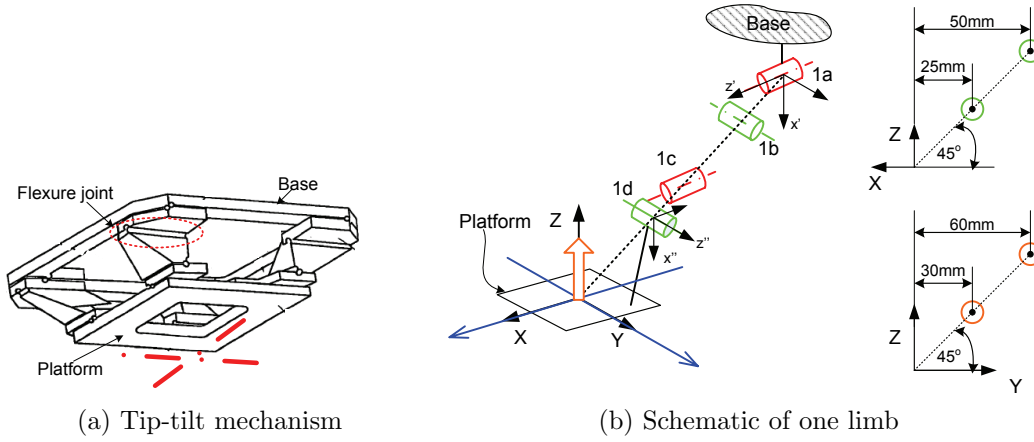 Flexure joint
Base
Platform
(a) Tip-tilt mechanism
Base
1a
z'
x'
1b
1c
1d
Platform
Z
z''
x''
X
Y
(b) Schematic of one limb
50mm
25mm
Z
45°
X
60mm
30mm
Z
45°
Y